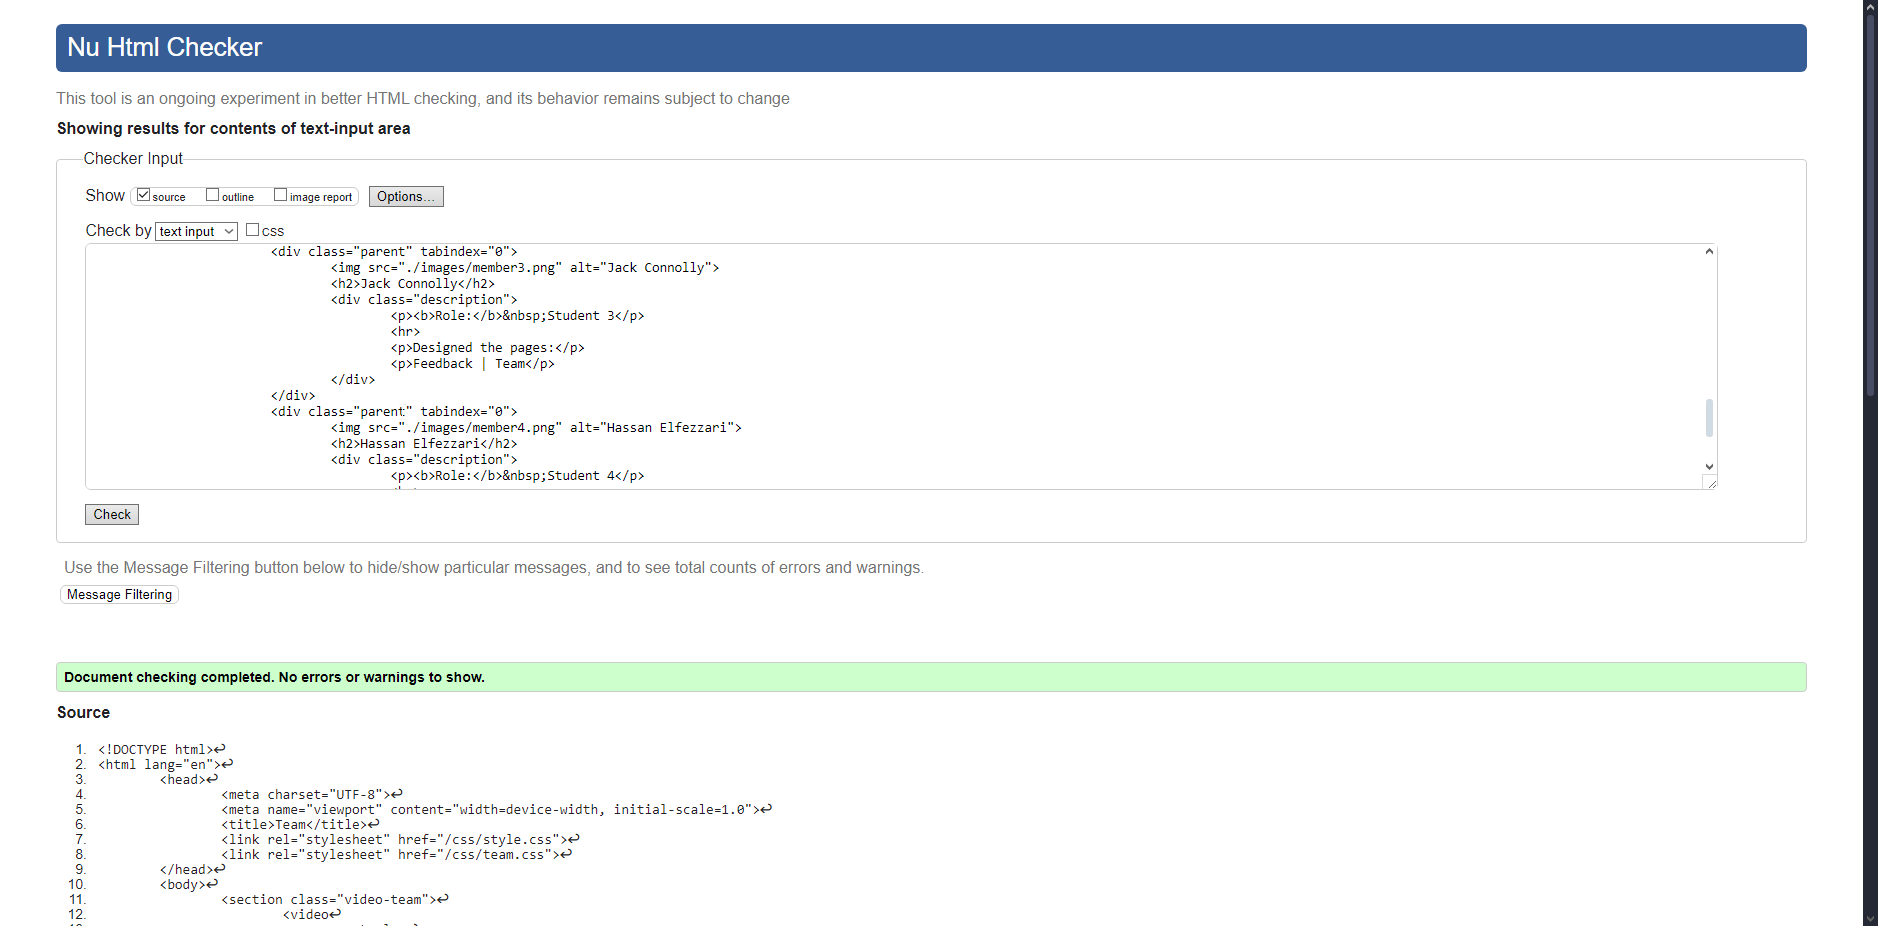 Nu Html Checker
This tool is an ongoing experiment in better HTML checking, and its behavior remains subject to change
Showing results for contents of text-input area
Checker Input
Show source outline image report Options...
Check by text input css
<div class="parent" tabindex="0">
<img src="./images/member3.png" alt="Jack Connolly">
<h2>Jack Connolly</h2>
<div class="description">
<p><b>Role:</b>&nbsp;Student 3</p>
<hr>
<p>Designed the pages:</p>
<p>Feedback | Team</p>
</div>
</div>
<div class="parent" tabindex="0">
<img src="./images/member4.png" alt="Hassan Elfezzari">
<h2>Hassan Elfezzari</h2>
<div class="description">
<p><b>Role:</b>&nbsp;Student 4</p>
Check
Use the Message Filtering button below to hide/show particular messages, and to see total counts of errors and warnings.
Message Filtering
Document checking completed. No errors or warnings to show.
Source
1. <!DOCTYPE html>↩
2. <html lang="en">↩
3. <head>↩
4. <meta charset="UTF-8">↩
5. <meta name="viewport" content="width=device-width, initial-scale=1.0">↩
6. <title>Team</title>↩
7. <link rel="stylesheet" href="/css/style.css">↩
8. <link rel="stylesheet" href="/css/team.css">↩
9. </head>↩
10. <body>↩
11. <section class="video-team">↩
12. <video↩